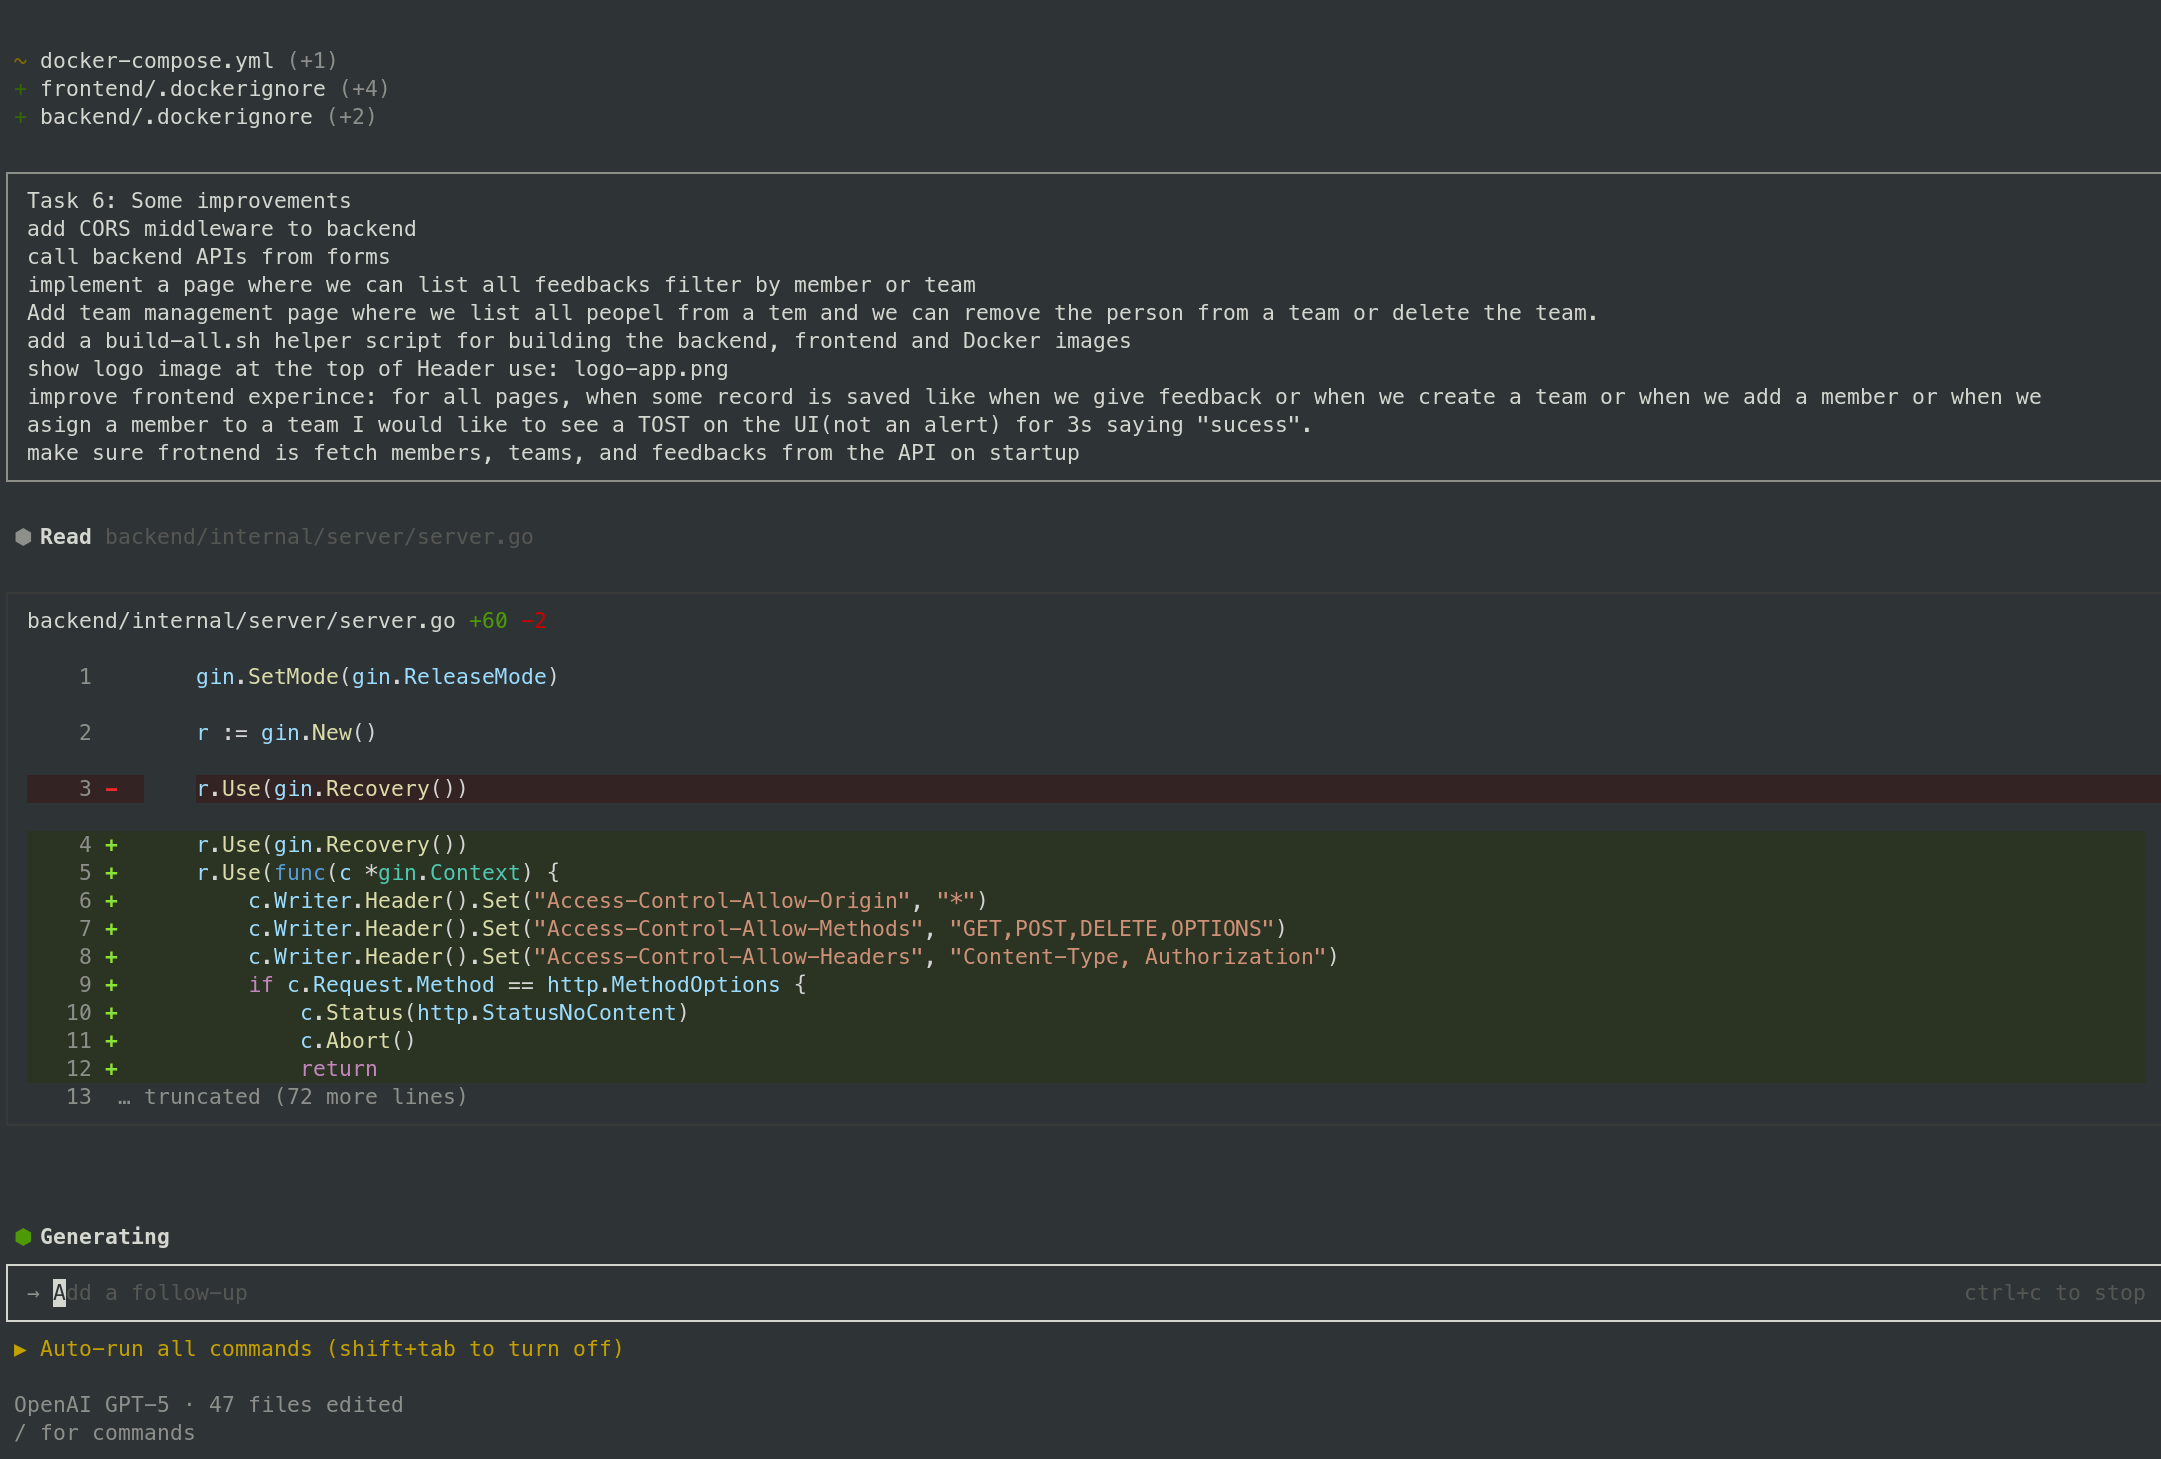 ~ docker-compose.yml (+1)
+ frontend/.dockerignore (+4)
+ backend/.dockerignore (+2)
Task 6: Some improvements
add CORS middleware to backend
call backend APIs from forms
implement a page where we can list all feedbacks filter by member or team
Add team management page where we list all peopel from a tem and we can remove the person from a team or delete the team.
add a build-all.sh helper script for building the backend, frontend and Docker images
show logo image at the top of Header use: logo-app.png
improve frontend experince: for all pages, when some record is saved like when we give feedback or when we create a team or when we add a member or when we
asign a member to a team I would like to see a TOST on the UI(not an alert) for 3s saying "sucess".
make sure frotnend is fetch members, teams, and feedbacks from the API on startup
Read backend/internal/server/server.go
backend/internal/server/server.go +60 -2
1 gin.SetMode(gin.ReleaseMode)
2 r := gin.New()
3 - r.Use(gin.Recovery())
4 + r.Use(gin.Recovery())
5 + r.Use(func(c *gin.Context) {
6 + c.Writer.Header().Set("Access-Control-Allow-Origin", "*")
7 + c.Writer.Header().Set("Access-Control-Allow-Methods", "GET,POST,DELETE,OPTIONS")
8 + c.Writer.Header().Set("Access-Control-Allow-Headers", "Content-Type, Authorization")
9 + if c.Request.Method == http.MethodOptions {
10 + c.Status(http.StatusNoContent)
11 + c.Abort()
12 + return
13 … truncated (72 more lines)
Generating
→ Add a follow-up ctrl+c to stop
▶ Auto-run all commands (shift+tab to turn off)
OpenAI GPT-5 · 47 files edited
/ for commands